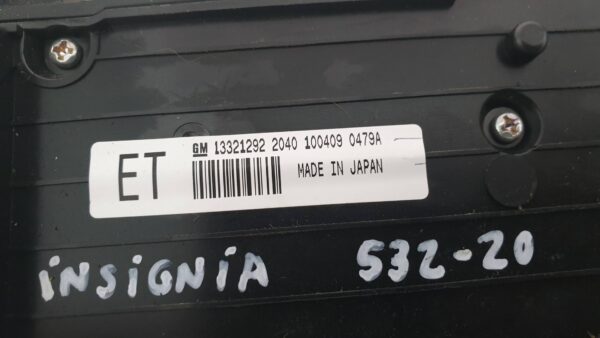 GM 13321292 2040 100409 0479A
ET
MADE IN JAPAN
iNSiGNiA 532-20